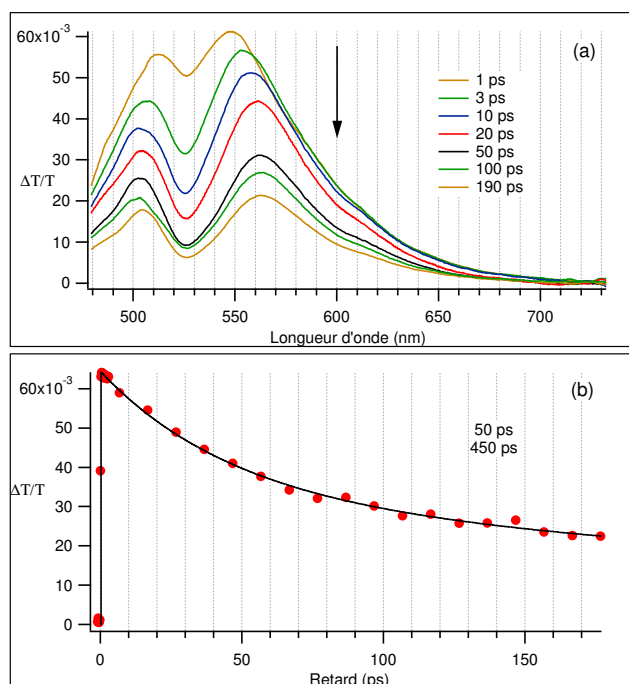 60x10⁻³
(a)
50
1 ps
3 ps
40
10 ps
20 ps
30
50 ps
ΔT/T
100 ps
20
190 ps
10
0
500 550 600 650 700
Longueur d'onde (nm)
60x10⁻³
(b)
50 ps
50
450 ps
40
ΔT/T
30
20
10
0
0 50 100 150
Retard (ps)